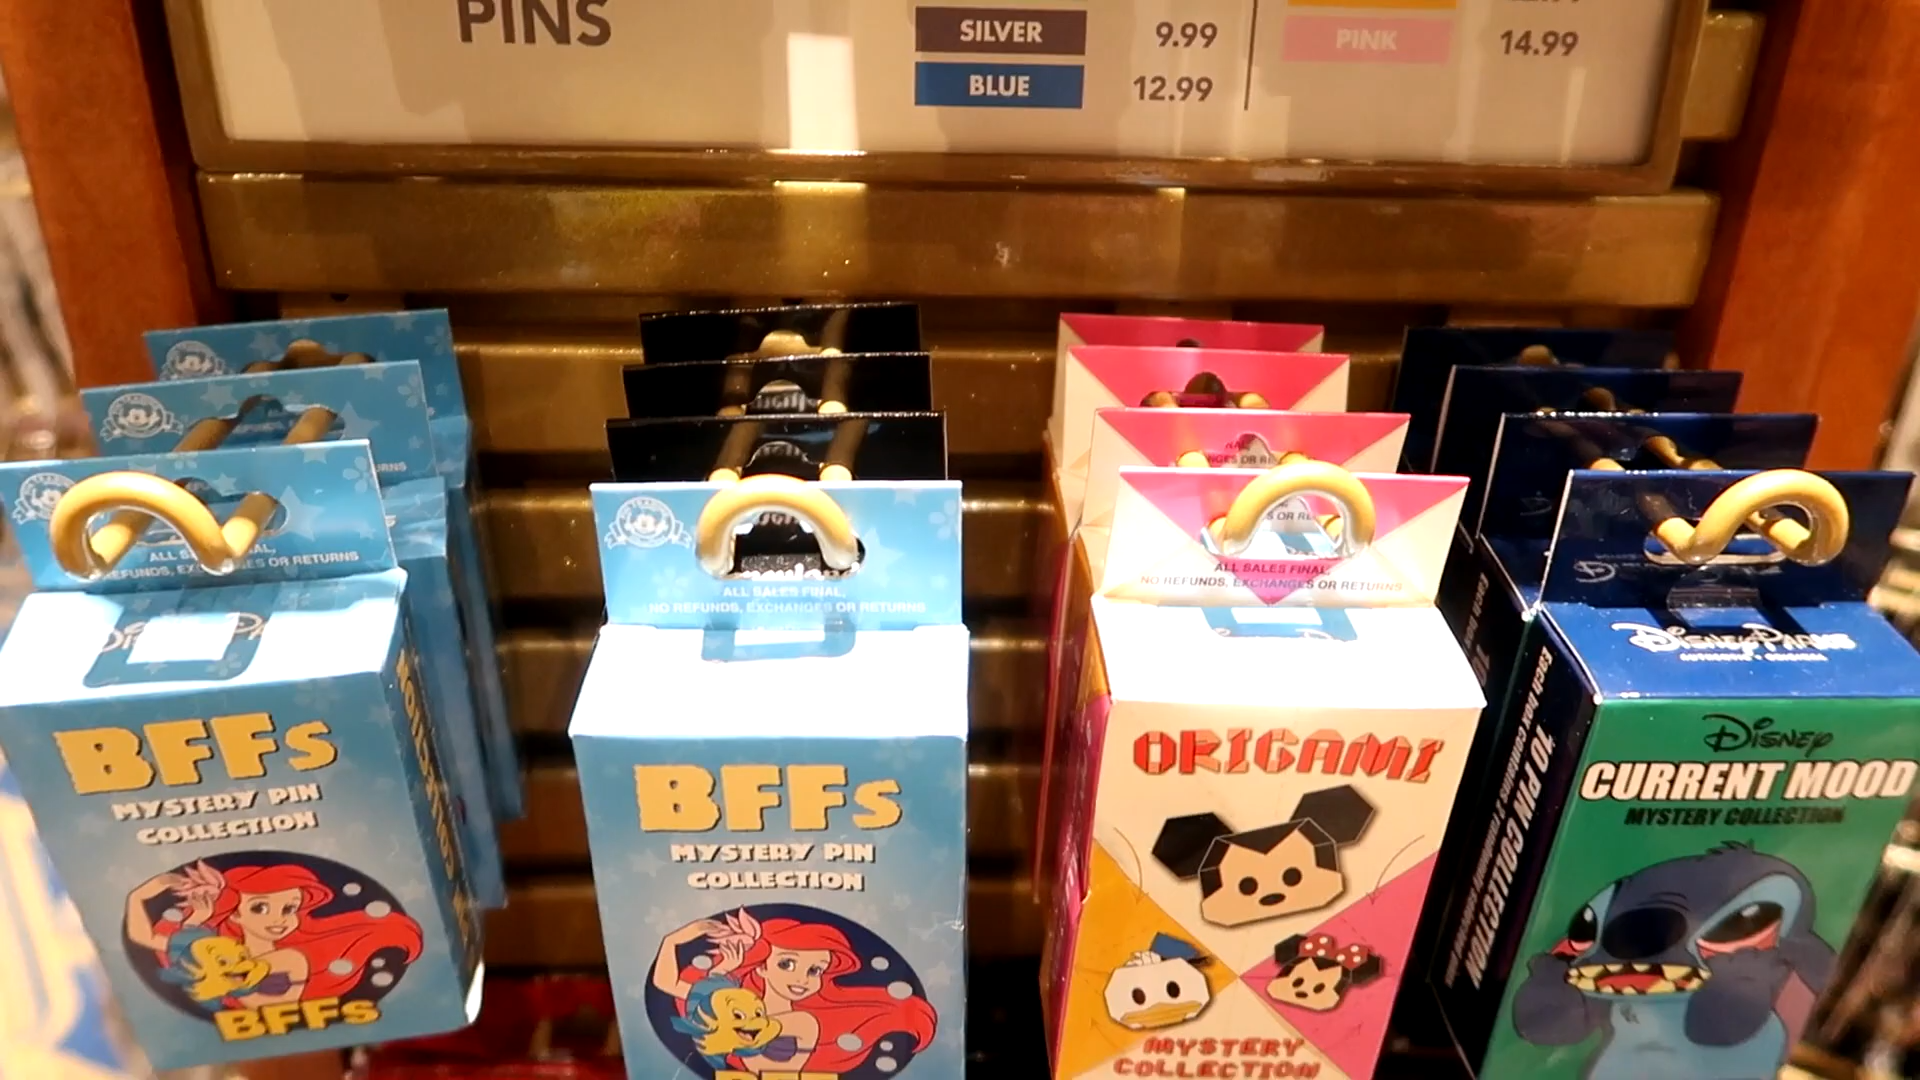 PINS
SILVER 9.99
BLUE 12.99
PINK 14.99
ALL SALES FINAL,
NO REFUNDS, EXCHANGES OR RETURNS
BFFs
MYSTERY PIN
COLLECTION
BFFs
ALL SALES FINAL,
NO REFUNDS, EXCHANGES OR RETURNS
BFFs
MYSTERY PIN
COLLECTION
ALL SALES FINAL,
NO REFUNDS, EXCHANGES OR RETURNS
ORIGAMI
MYSTERY
COLLECTION
Disney Parks
AUTHENTIC • ORIGINAL
10 PIN COLLECTION
Disney
CURRENT MOOD
MYSTERY COLLECTION